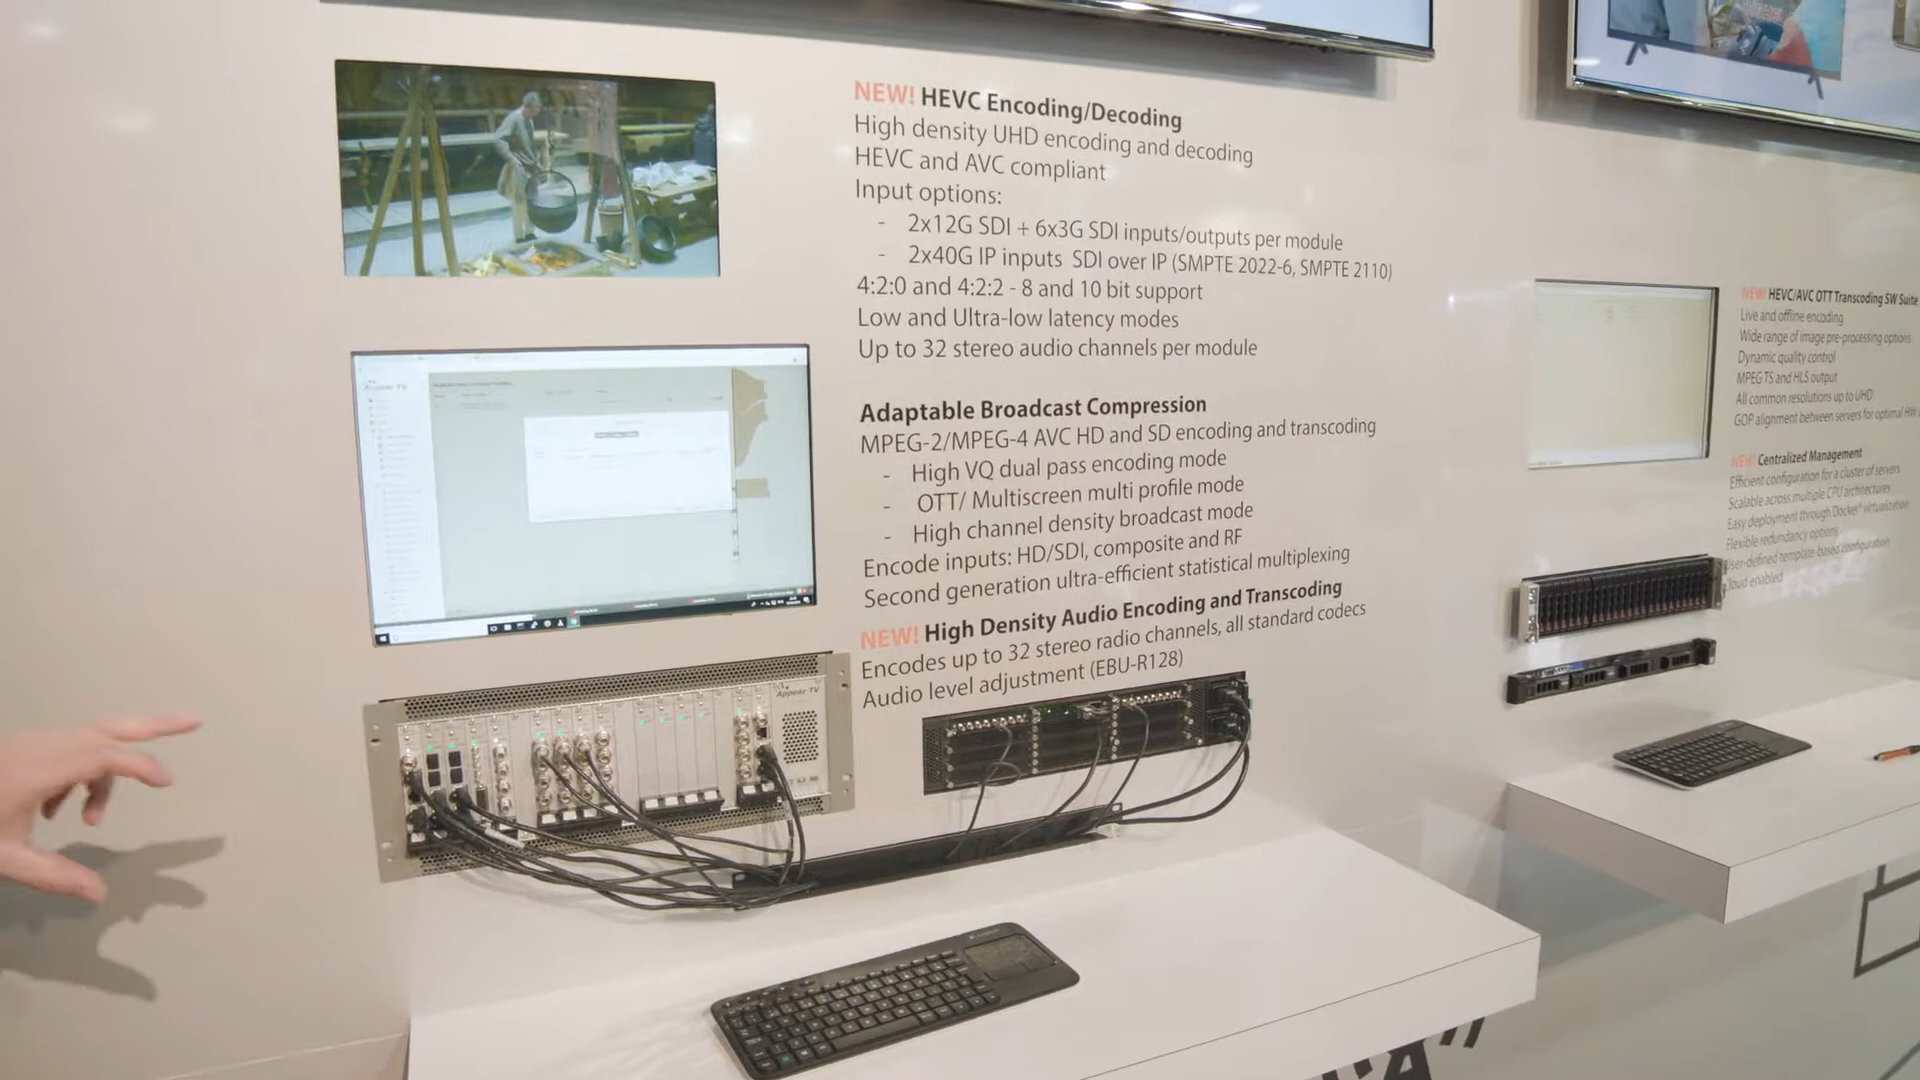 NEW! HEVC Encoding/Decoding
High density UHD encoding and decoding
HEVC and AVC compliant
Input options:
- 2x12G SDI + 6x3G SDI inputs/outputs per module
- 2x40G IP inputs SDI over IP (SMPTE 2022-6, SMPTE 2110)
4:2:0 and 4:2:2 - 8 and 10 bit support
Low and Ultra-low latency modes
Up to 32 stereo audio channels per module
Adaptable Broadcast Compression
MPEG-2/MPEG-4 AVC HD and SD encoding and transcoding
- High VQ dual pass encoding mode
- OTT/ Multiscreen multi profile mode
- High channel density broadcast mode
Encode inputs: HD/SDI, composite and RF
Second generation ultra-efficient statistical multiplexing
NEW! High Density Audio Encoding and Transcoding
Encodes up to 32 stereo radio channels, all standard codecs
Audio level adjustment (EBU-R128)
Appear TV
Appear TV
NEW! HEVC/AVC OTT Transcoding SW Suite
Live and offline encoding
Wide range of image pre-processing options
Dynamic quality control
MPEG TS and HLS output
All common resolutions up to UHD
GOP alignment between servers for optimal HW
NEW! Centralized Management
Efficient configuration for a cluster of servers
Scalable across multiple CPU architectures
Easy deployment through Docker® virtualization
Flexible redundancy options
User-defined template-based configuration
Cloud enabled